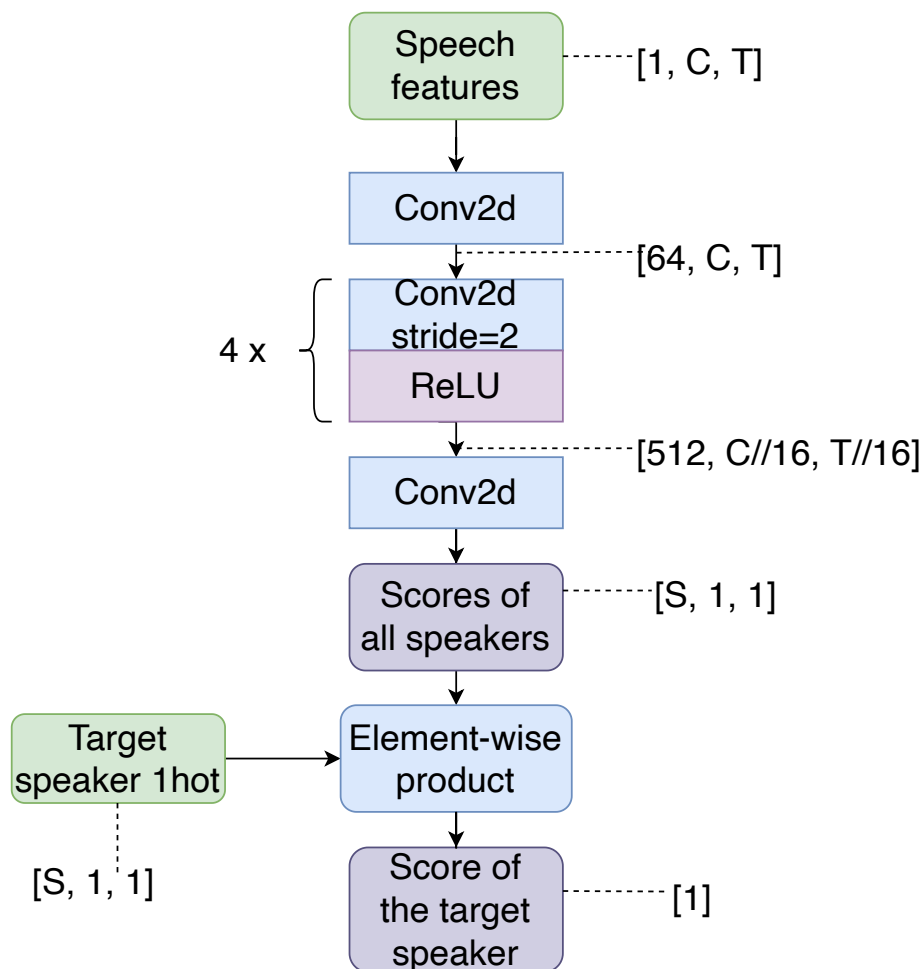 Speech
features
[1, C, T]
Conv2d
[64, C, T]
4 x
Conv2d
stride=2
ReLU
[512, C//16, T//16]
Conv2d
Scores of
all speakers
[S, 1, 1]
Target
speaker 1hot
[S, 1, 1]
Element-wise
product
Score of
the target
speaker
[1]